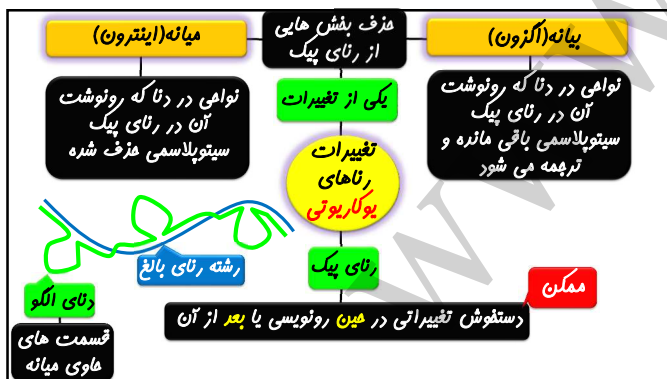 حذف بخش هایی
از رنای پیک
بیانه(اگزون)
میانه(اینترون)
نواحی در دنا که رونوشت
آن در رنای پیک
سیتوپلاسمی باقی مانده و
ترجمه می شود
نواحی در دنا که رونوشت
آن در رنای پیک
سیتوپلاسمی حذف شده
یکی از تغییرات
تغییرات
رناهای
یوکاریوتی
رنای پیک
رشته رنای بالغ
دنای الگو
قسمت های
حاوی میانه
ممکن
دستخوش تغییراتی در حین رونویسی یا بعد از آن
WWW